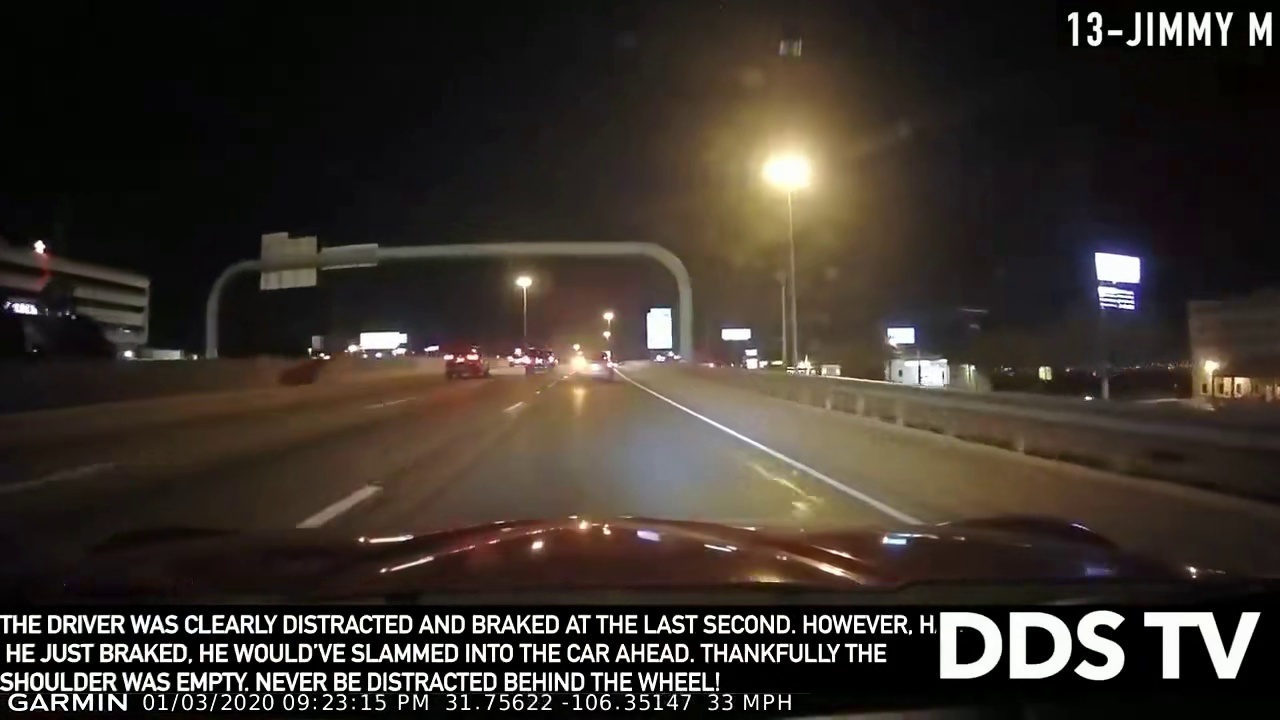 13-JIMMY M
THE DRIVER WAS CLEARLY DISTRACTED AND BRAKED AT THE LAST SECOND. HOWEVER, H
HE JUST BRAKED, HE WOULD'VE SLAMMED INTO THE CAR AHEAD. THANKFULLY THE
SHOULDER WAS EMPTY. NEVER BE DISTRACTED BEHIND THE WHEEL!
DDS TV
GARMIN 01/03/2020 09:23:15 PM 31.75622 -106.35147 33 MPH